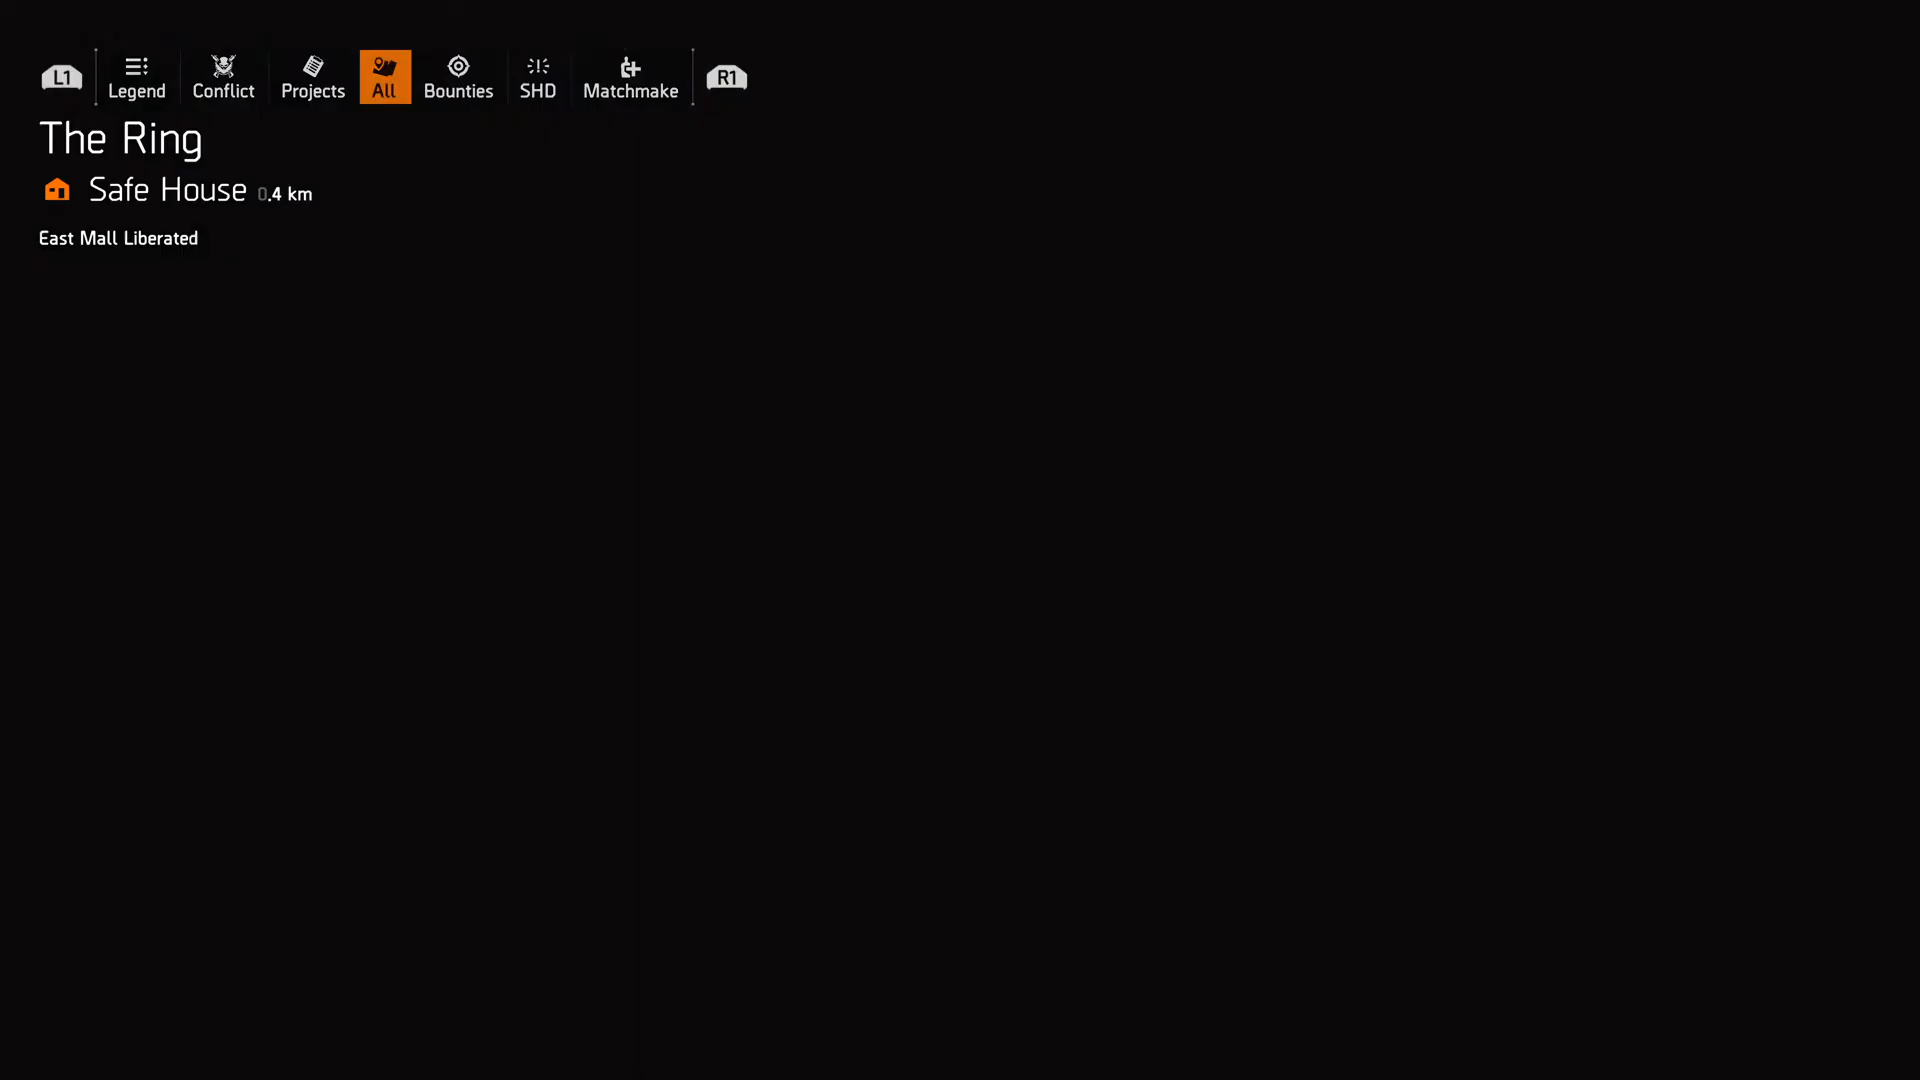 L1 Legend Conflict Projects All Bounties SHD Matchmake R1
The Ring
Safe House 0.4 km
East Mall Liberated